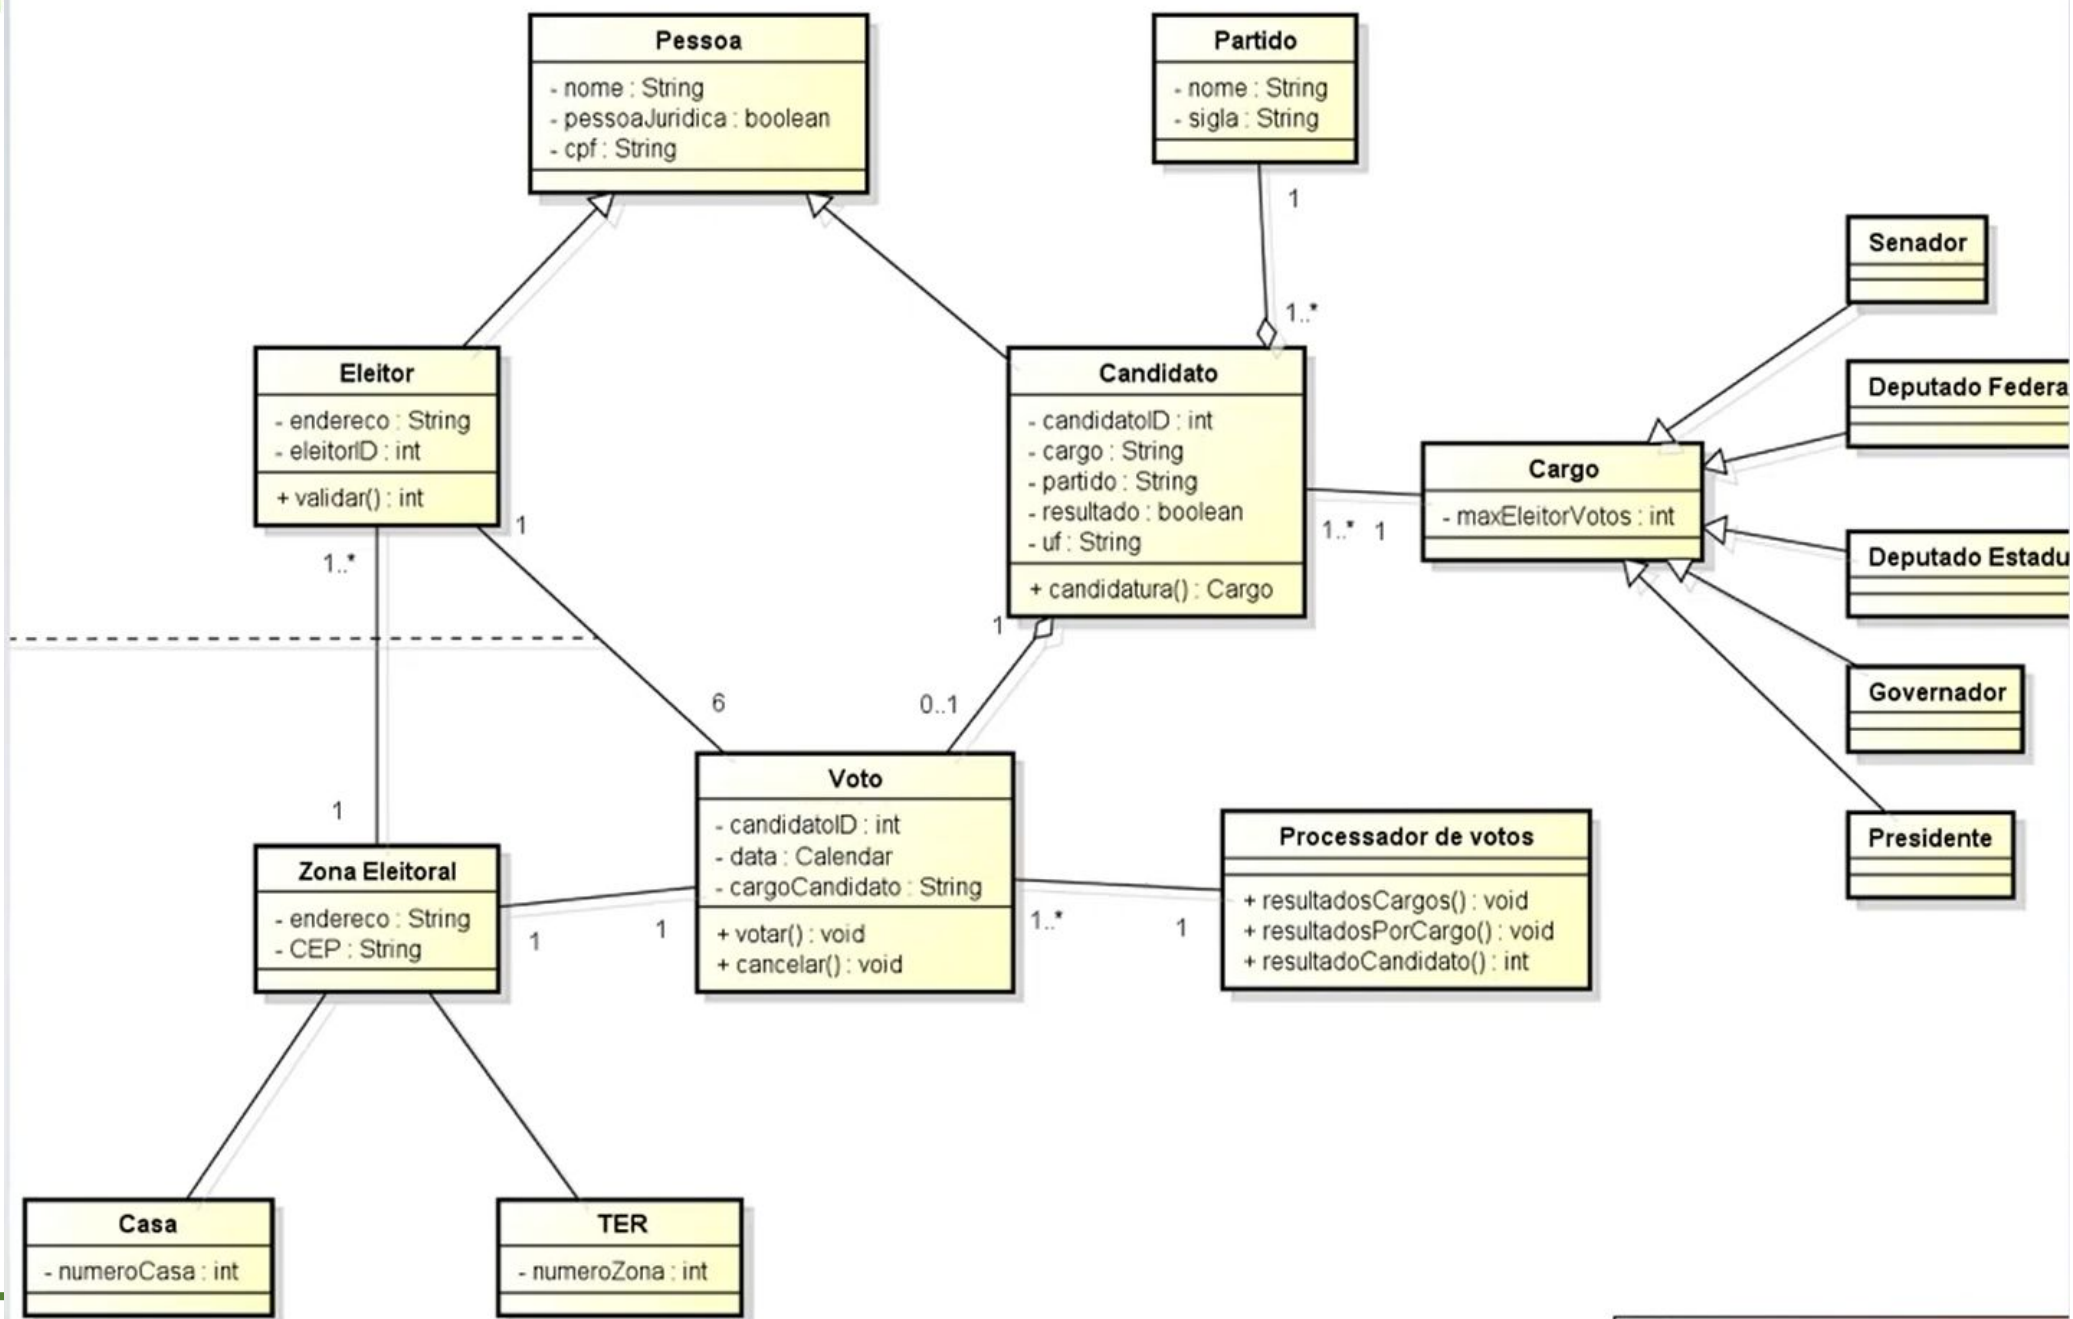 Pessoa
- nome : String
- pessoaJuridica : boolean
- cpf : String
Partido
- nome : String
- sigla : String
1
1..*
Senador
Deputado Federa
Deputado Estadu
Governador
Presidente
Eleitor
- endereco : String
- eleitorID : int
+ validar() : int
1
1..*
Candidato
- candidatoID : int
- cargo : String
- partido : String
- resultado : boolean
- uf : String
+ candidatura() : Cargo
1..* 1
Cargo
- maxEleitorVotos : int
1
0..1
6
1
Voto
- candidatoID : int
- data : Calendar
- cargoCandidato : String
+ votar() : void
+ cancelar() : void
Zona Eleitoral
- endereco : String
- CEP : String
1
1
1..*
1
Processador de votos
+ resultadosCargos() : void
+ resultadosPorCargo() : void
+ resultadoCandidato() : int
Casa
- numeroCasa : int
TER
- numeroZona : int